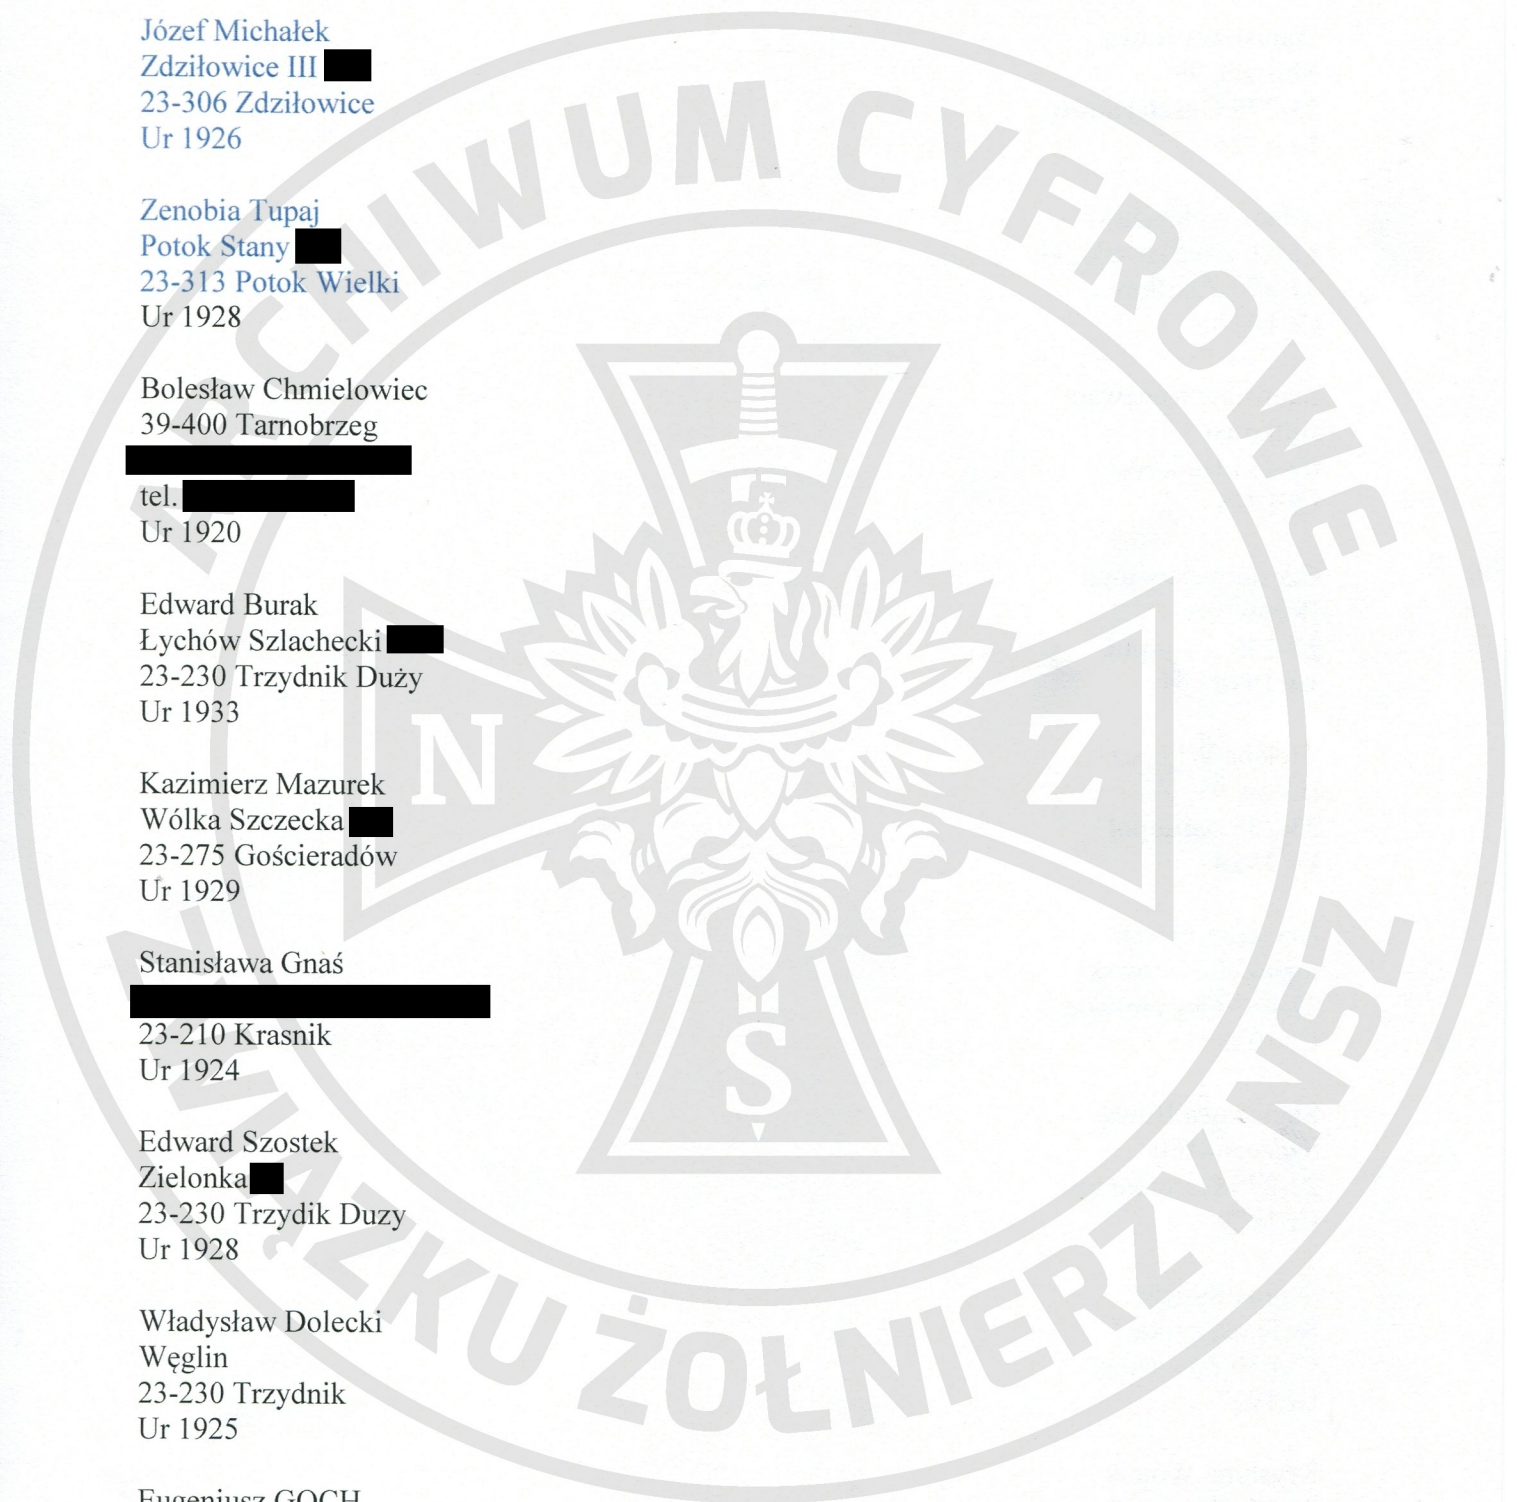 Józef Michałek
Zdziłowice III
23-306 Zdziłowice
Ur 1926
Zenobia Tupaj
Potok Stany
23-313 Potok Wielki
Ur 1928
Bolesław Chmielowiec
39-400 Tarnobrzeg
tel.
Ur 1920
Edward Burak
Łychów Szlachecki
23-230 Trzydnik Duży
Ur 1933
Kazimierz Mazurek
Wólka Szczecka
23-275 Gościeradów
Ur 1929
Stanisława Gnaś
23-210 Krasnik
Ur 1924
Edward Szostek
Zielonka
23-230 Trzydik Duzy
Ur 1928
Władysław Dolecki
Węglin
23-230 Trzydnik
Ur 1925
Eugeniusz GOCH
ARCHIWUM CYFROWE
ZWIĄZKU ŻOŁNIERZY NSZ
N Z
S